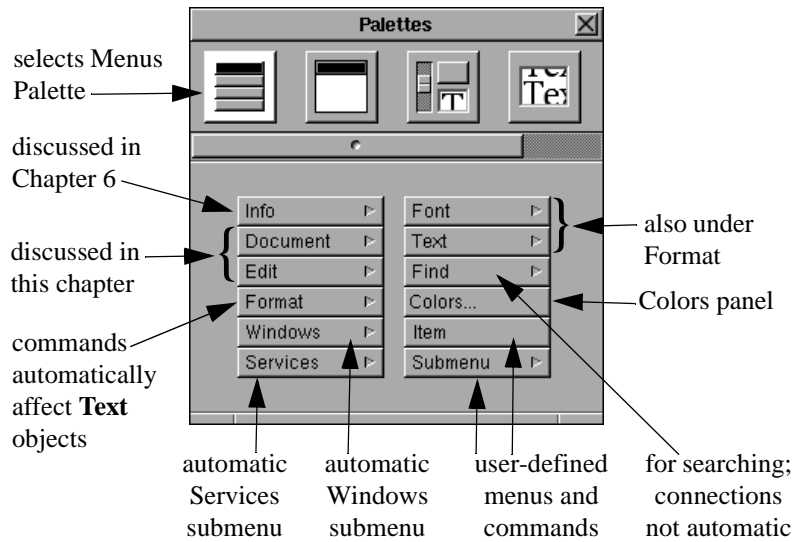 Palettes
selects Menus
Palette
T
Tex
discussed in
Chapter 6
discussed in
this chapter
commands
automatically
affect Text
objects
Info
Document
Edit
Format
Windows
Services
Font
Text
Find
Colors...
Item
Submenu
also under
Format
Colors panel
automatic
Services
submenu
automatic
Windows
submenu
user-defined
menus and
commands
for searching;
connections
not automatic